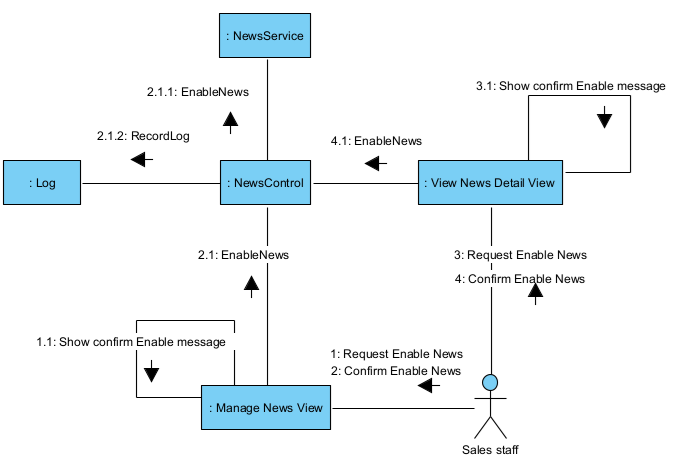 : NewsService
3.1: Show confirm Enable message
2.1.1: EnableNews
2.1.2: RecordLog
4.1: EnableNews
: Log
: NewsControl
: View News Detail View
2.1: EnableNews
3: Request Enable News
4: Confirm Enable News
1.1: Show confirm Enable message
1: Request Enable News
2: Confirm Enable News
: Manage News View
Sales staff